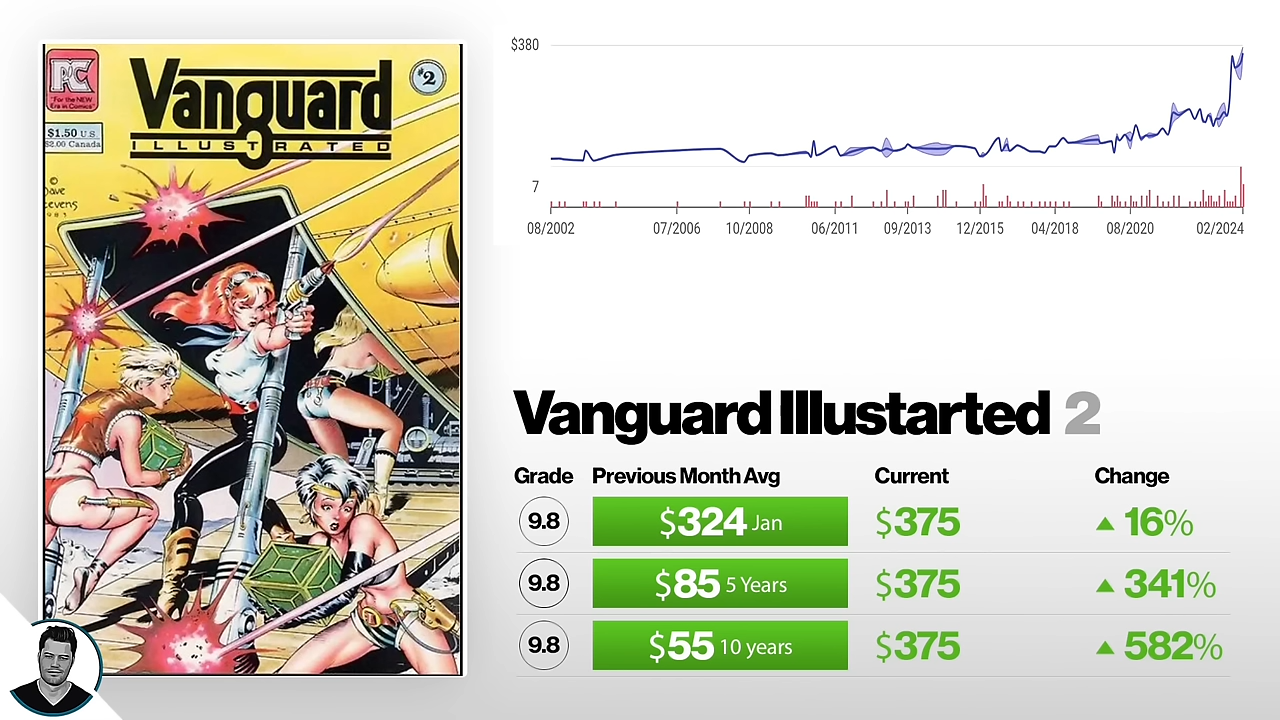 PC
"For the NEW
Era in Comics"
$1.50 U.S.
$2.00 Canada
Vanguard
ILLUSTRATED
#2
©
Dave
Stevens
1983
$380
7
08/2002 07/2006 10/2008 06/2011 09/2013 12/2015 04/2018 08/2020 02/2024
Vanguard Illustarted 2
Grade Previous Month Avg Current Change
9.8 $324 Jan $375 ▲ 16%
9.8 $85 5 Years $375 ▲ 341%
9.8 $55 10 years $375 ▲ 582%